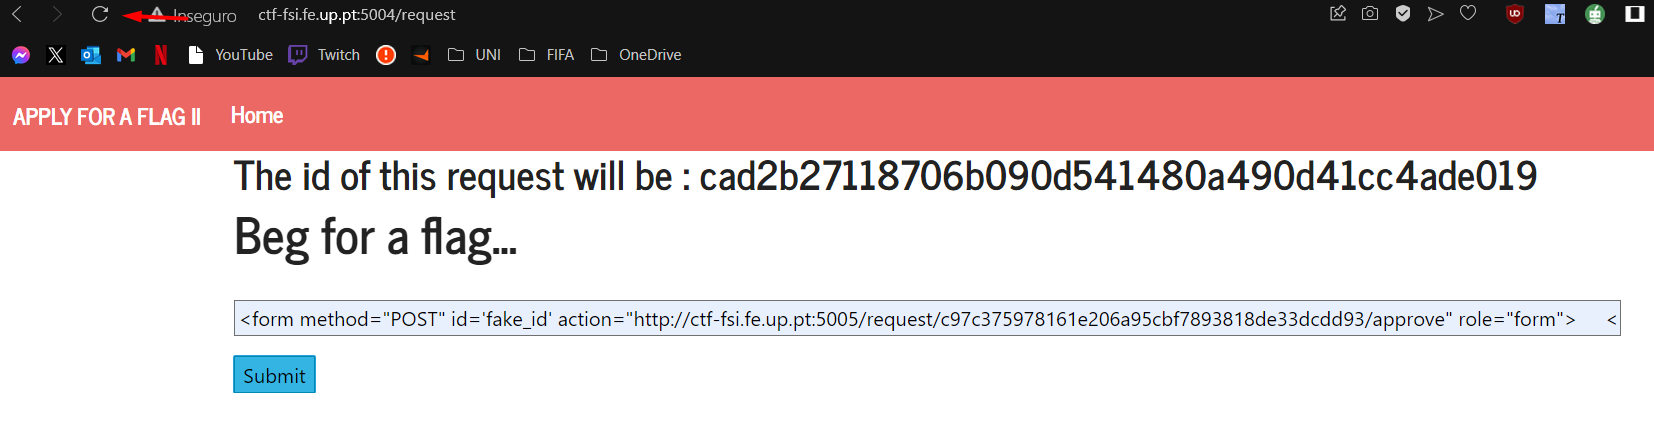 Inseguro ctf-fsi.fe.up.pt:5004/request
YouTube Twitch UNI FIFA OneDrive
APPLY FOR A FLAG II Home
The id of this request will be : cad2b27118706b090d541480a490d41cc4ade019
Beg for a flag...
<form method="POST" id='fake_id' action="http://ctf-fsi.fe.up.pt:5005/request/c97c375978161e206a95cbf7893818de33dcdd93/approve" role="form"> <
Submit